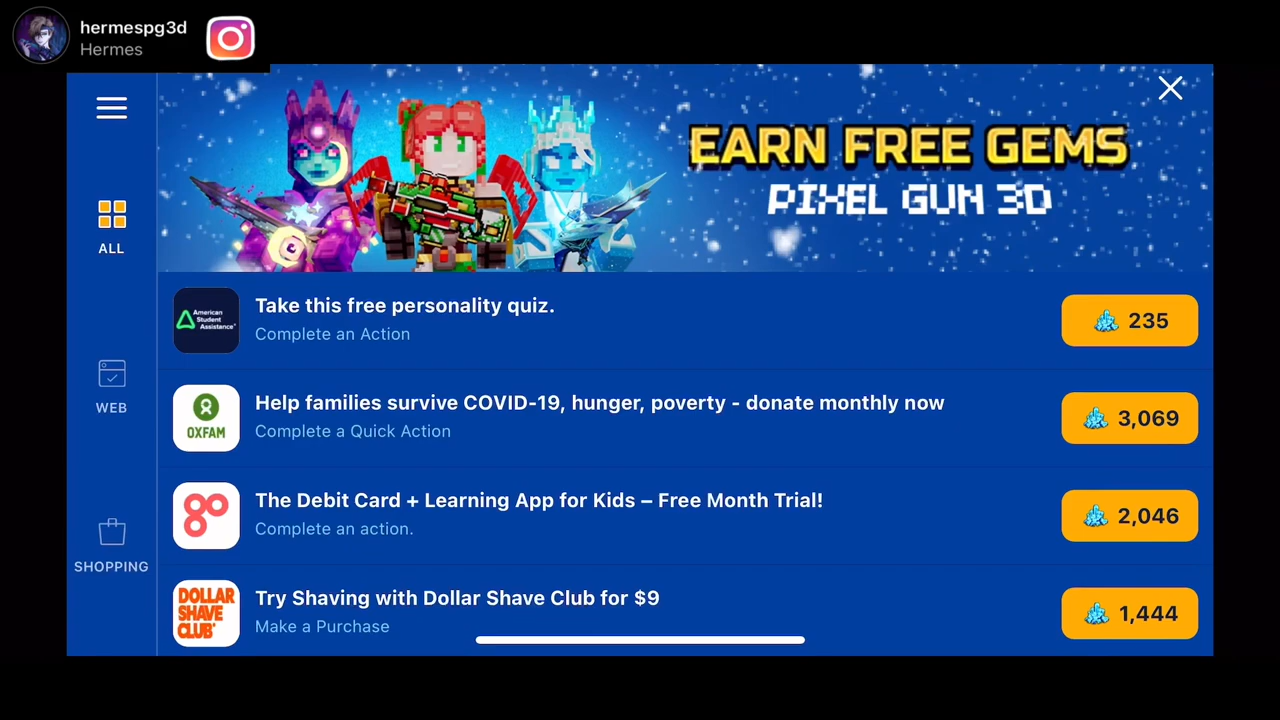 hermespg3d
Hermes
EARN FREE GEMS
PIXEL GUN 3D
ALL
WEB
SHOPPING
American
Student
Assistance
Take this free personality quiz.
Complete an Action
235
OXFAM
Help families survive COVID-19, hunger, poverty - donate monthly now
Complete a Quick Action
3,069
The Debit Card + Learning App for Kids – Free Month Trial!
Complete an action.
2,046
DOLLAR
SHAVE
CLUB
Try Shaving with Dollar Shave Club for $9
Make a Purchase
1,444